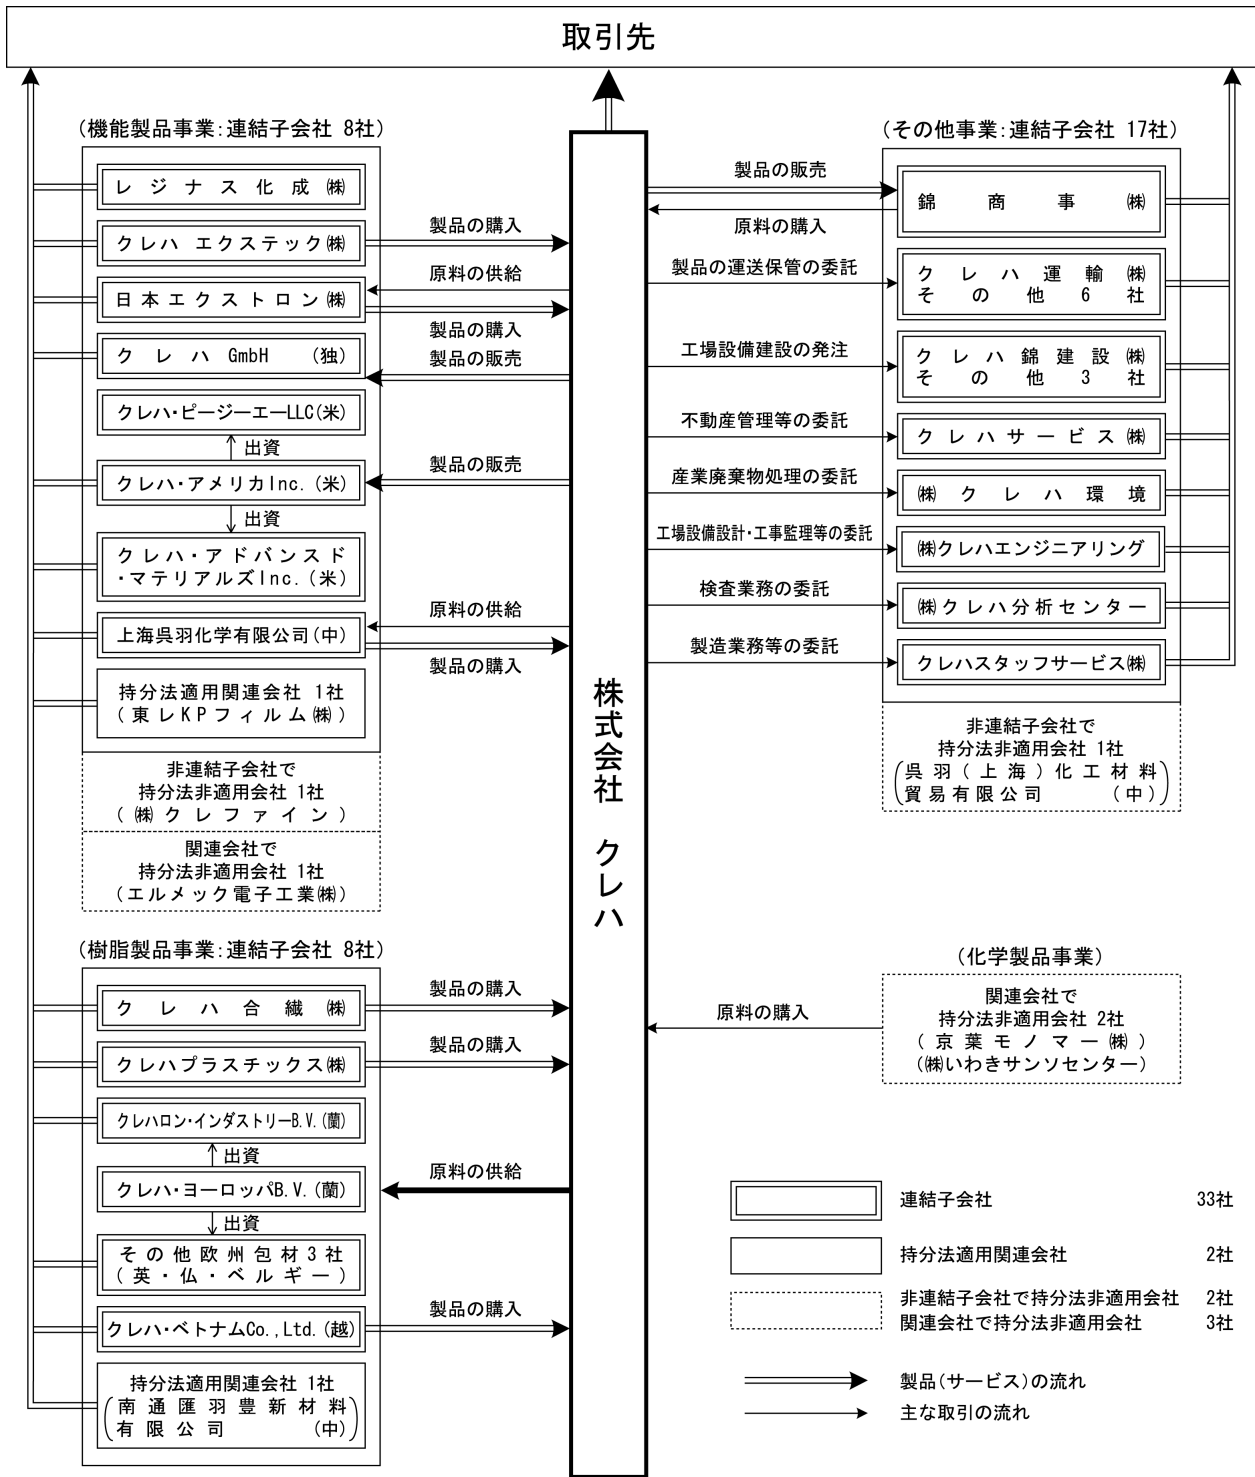 取引先
(機能製品事業:連結子会社 8社)
レジナス化成㈱
クレハ エクステック㈱
日本エクストロン㈱
クレハGmbH (独)
クレハ・ピージーエーLLC(米)
出資
クレハ・アメリカInc.(米)
出資
クレハ・アドバンスド
・マテリアルズInc.(米)
上海呉羽化学有限公司(中)
持分法適用関連会社 1社
(東レKPフィルム㈱)
非連結子会社で
持分法非適用会社 1社
(㈱クレファイン)
関連会社で
持分法非適用会社 1社
(エルメック電子工業㈱)
製品の購入
原料の供給
製品の購入
製品の販売
製品の販売
原料の供給
製品の購入
(樹脂製品事業:連結子会社 8社)
クレハ合繊㈱
クレハプラスチックス㈱
クレハロン・インダストリーB.V.(蘭)
出資
クレハ・ヨーロッパB.V.(蘭)
出資
その他欧州包材3社
(英・仏・ベルギー)
クレハ・ベトナムCo.,Ltd.(越)
持分法適用関連会社 1社
(南通匯羽豊新材料
有限公司 (中))
製品の購入
製品の購入
原料の供給
製品の購入
株式会社 クレハ
製品の販売
原料の購入
製品の運送保管の委託
工場設備建設の発注
不動産管理等の委託
産業廃棄物処理の委託
工場設備設計・工事監理等の委託
検査業務の委託
製造業務等の委託
(その他事業:連結子会社 17社)
錦商事㈱
クレハ運輸㈱
その他6社
クレハ錦建設㈱
その他3社
クレハサービス㈱
㈱クレハ環境
㈱クレハエンジニアリング
㈱クレハ分析センター
クレハスタッフサービス㈱
非連結子会社で
持分法非適用会社 1社
(呉羽(上海)化工材料
貿易有限公司 (中))
(化学製品事業)
関連会社で
持分法非適用会社 2社
(京葉モノマー㈱)
(㈱いわきサンソセンター)
原料の購入
連結子会社 33社
持分法適用関連会社 2社
非連結子会社で持分法非適用会社 2社
関連会社で持分法非適用会社 3社
製品(サービス)の流れ
主な取引の流れ